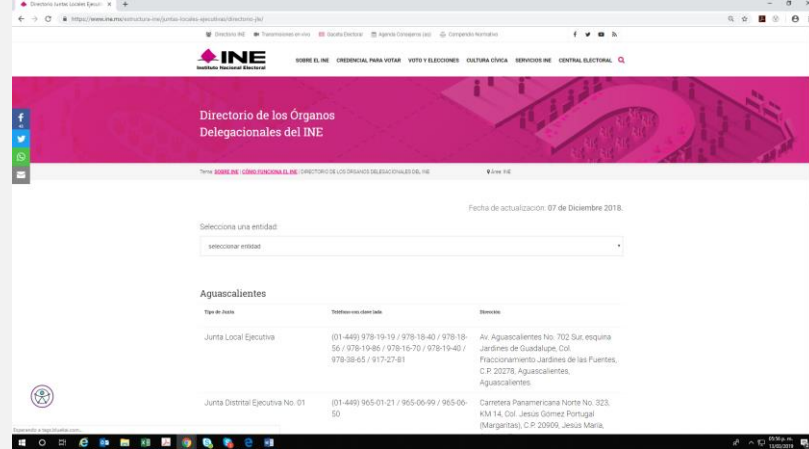 Directorio Juntas Locales Ejecu
https://www.ine.mx/estructura-ine/juntas-locales-ejecutivas/directorio-jle/
Directorio INE Transmisiones en vivo Gaceta Electoral Agenda Consejeros (as) Compendio Normativo
INE
Instituto Nacional Electoral
SOBRE EL INE CREDENCIAL PARA VOTAR VOTO Y ELECCIONES CULTURA CÍVICA SERVICIOS INE CENTRAL ELECTORAL
Directorio de los Órganos
Delegacionales del INE
Tema: SOBRE INE | CÓMO FUNCIONA EL INE | DIRECTORIO DE LOS ÓRGANOS DELEGACIONALES DEL INE Área: INE
Fecha de actualización: 07 de Diciembre 2018.
Selecciona una entidad
seleccionar entidad
Aguascalientes
Tipo de Junta Teléfono con clave lada Dirección
Junta Local Ejecutiva (01-449) 978-19-19 / 978-18-40 / 978-18- Av. Aguascalientes No. 702 Sur, esquina
56 / 978-19-86 / 978-16-70 / 978-19-40 / Jardines de Guadalupe, Col.
978-38-65 / 917-27-81 Fraccionamiento Jardines de las Fuentes,
C.P. 20278, Aguascalientes,
Aguascalientes.
Junta Distrital Ejecutiva No. 01 (01-449) 965-01-21 / 965-06-99 / 965-06- Carretera Panamericana Norte No. 323,
50 KM 14, Col. Jesús Gómez Portugal
(Margaritas), C.P. 20909, Jesús María,
05:50 p. m.